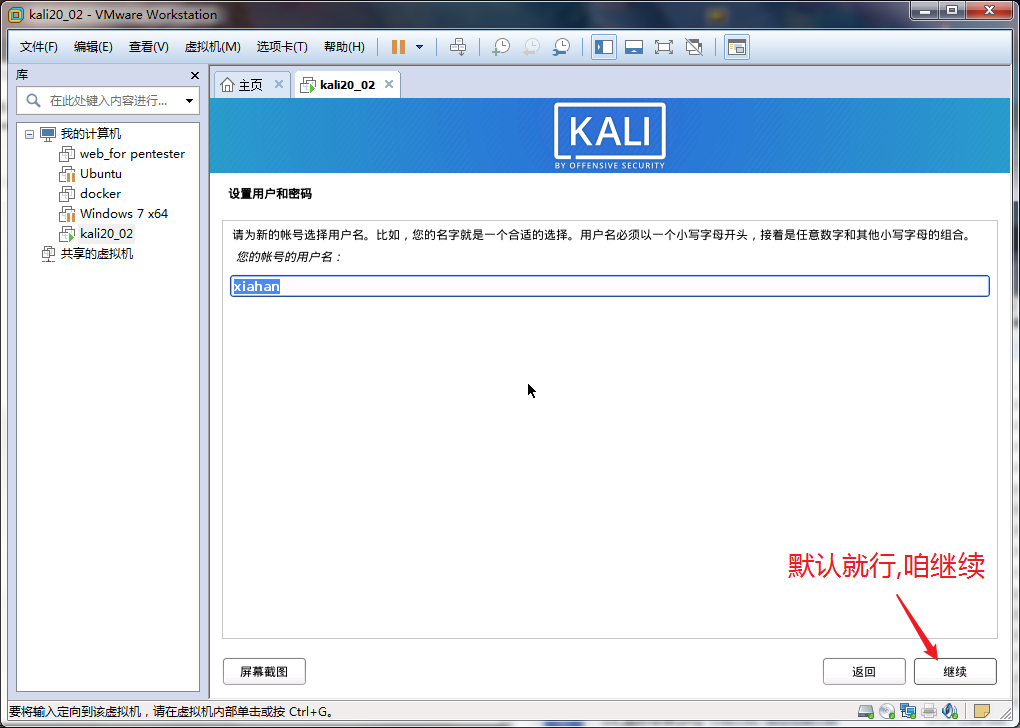 kali20_02 - VMware Workstation
文件(F) 编辑(E) 查看(V) 虚拟机(M) 选项卡(T) 帮助(H)
库
在此处键入内容进行...
我的计算机
web_for pentester
Ubuntu
docker
Windows 7 x64
kali20_02
共享的虚拟机
主页 kali20_02
KALI
BY OFFENSIVE SECURITY
设置用户和密码
请为新的帐号选择用户名。比如，您的名字就是一个合适的选择。用户名必须以一个小写字母开头，接着是任意数字和其他小写字母的组合。
您的帐号的用户名：
xiahan
默认就行,咱继续
屏幕截图 返回 继续
要将输入定向到该虚拟机，请在虚拟机内部单击或按 Ctrl+G。